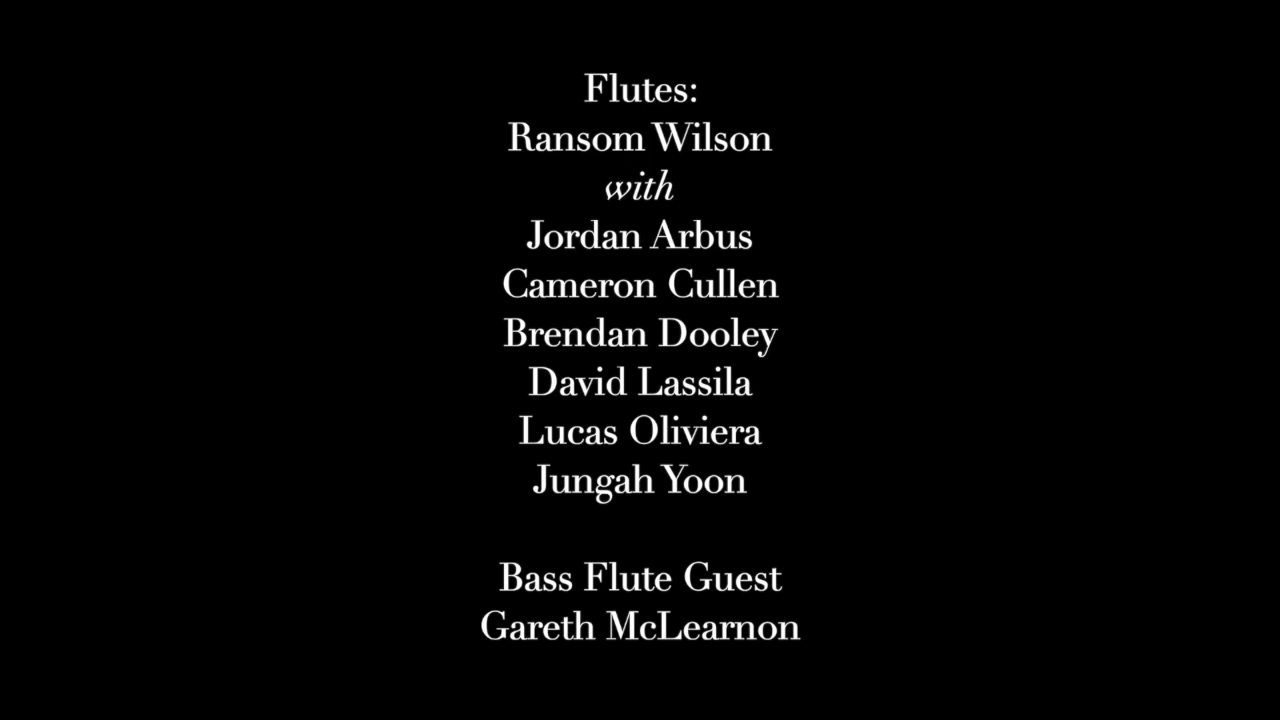 Flutes:
Ransom Wilson
with
Jordan Arbus
Cameron Cullen
Brendan Dooley
David Lassila
Lucas Oliviera
Jungah Yoon
Bass Flute Guest
Gareth McLearnon